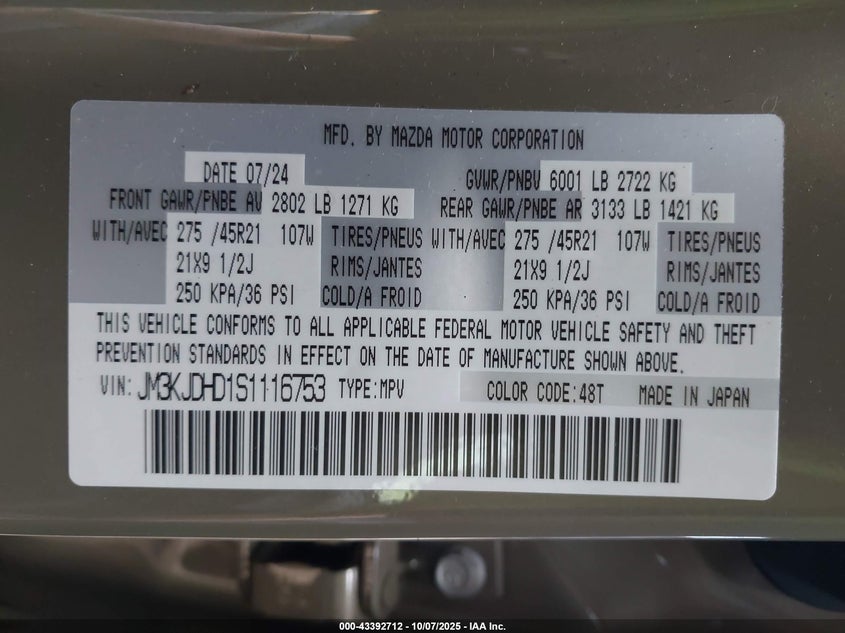 MFD. BY MAZDA MOTOR CORPORATION
DATE 07/24 GVWR/PNBV 6001 LB 2722 KG
FRONT GAWR/PNBE AV 2802 LB 1271 KG REAR GAWR/PNBE AR 3133 LB 1421 KG
WITH/AVEC 275 /45R21 107W TIRES/PNEUS WITH/AVEC 275 /45R21 107W TIRES/PNEUS
21X9 1/2J RIMS/JANTES 21X9 1/2J RIMS/JANTES
250 KPA/36 PSI COLD/A FROID 250 KPA/36 PSI COLD/A FROID
THIS VEHICLE CONFORMS TO ALL APPLICABLE FEDERAL MOTOR VEHICLE SAFETY AND THEFT
PREVENTION STANDARDS IN EFFECT ON THE DATE OF MANUFACTURE SHOWN ABOVE.
VIN: JM3KJDHD1S1116753 TYPE:MPV COLOR CODE:48T MADE IN JAPAN
000-43392712 - 10/07/2025 - IAA Inc.